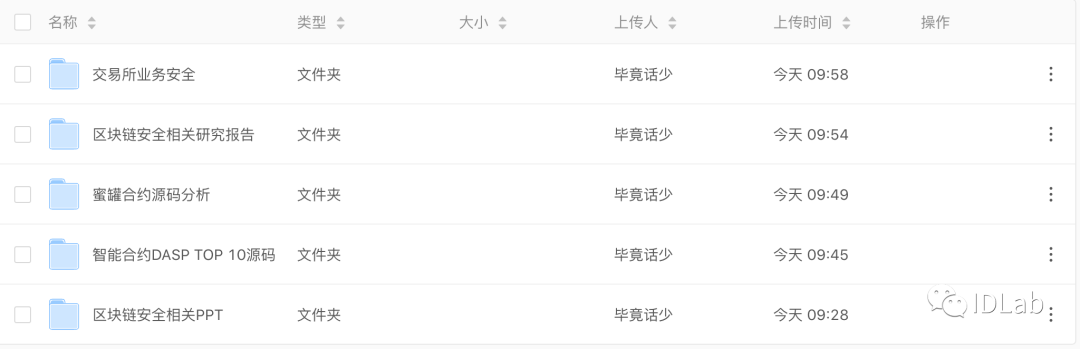 名称 类型 大小 上传人 上传时间 操作
交易所业务安全 文件夹 毕竟话少 今天 09:58
区块链安全相关研究报告 文件夹 毕竟话少 今天 09:54
蜜罐合约源码分析 文件夹 毕竟话少 今天 09:49
智能合约DASP TOP 10源码 文件夹 毕竟话少 今天 09:45
区块链安全相关PPT 文件夹 毕竟话少 今天 09:28
IDLab